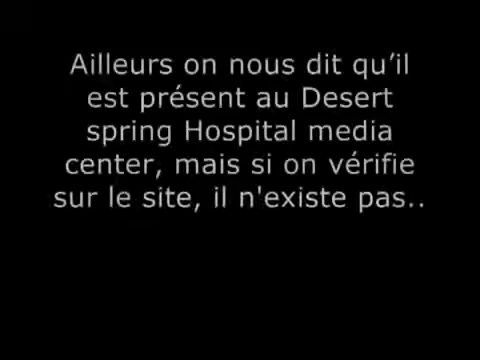 Ailleurs on nous dit qu’il
est présent au Desert
spring Hospital media
center, mais si on vérifie
sur le site, il n'existe pas..